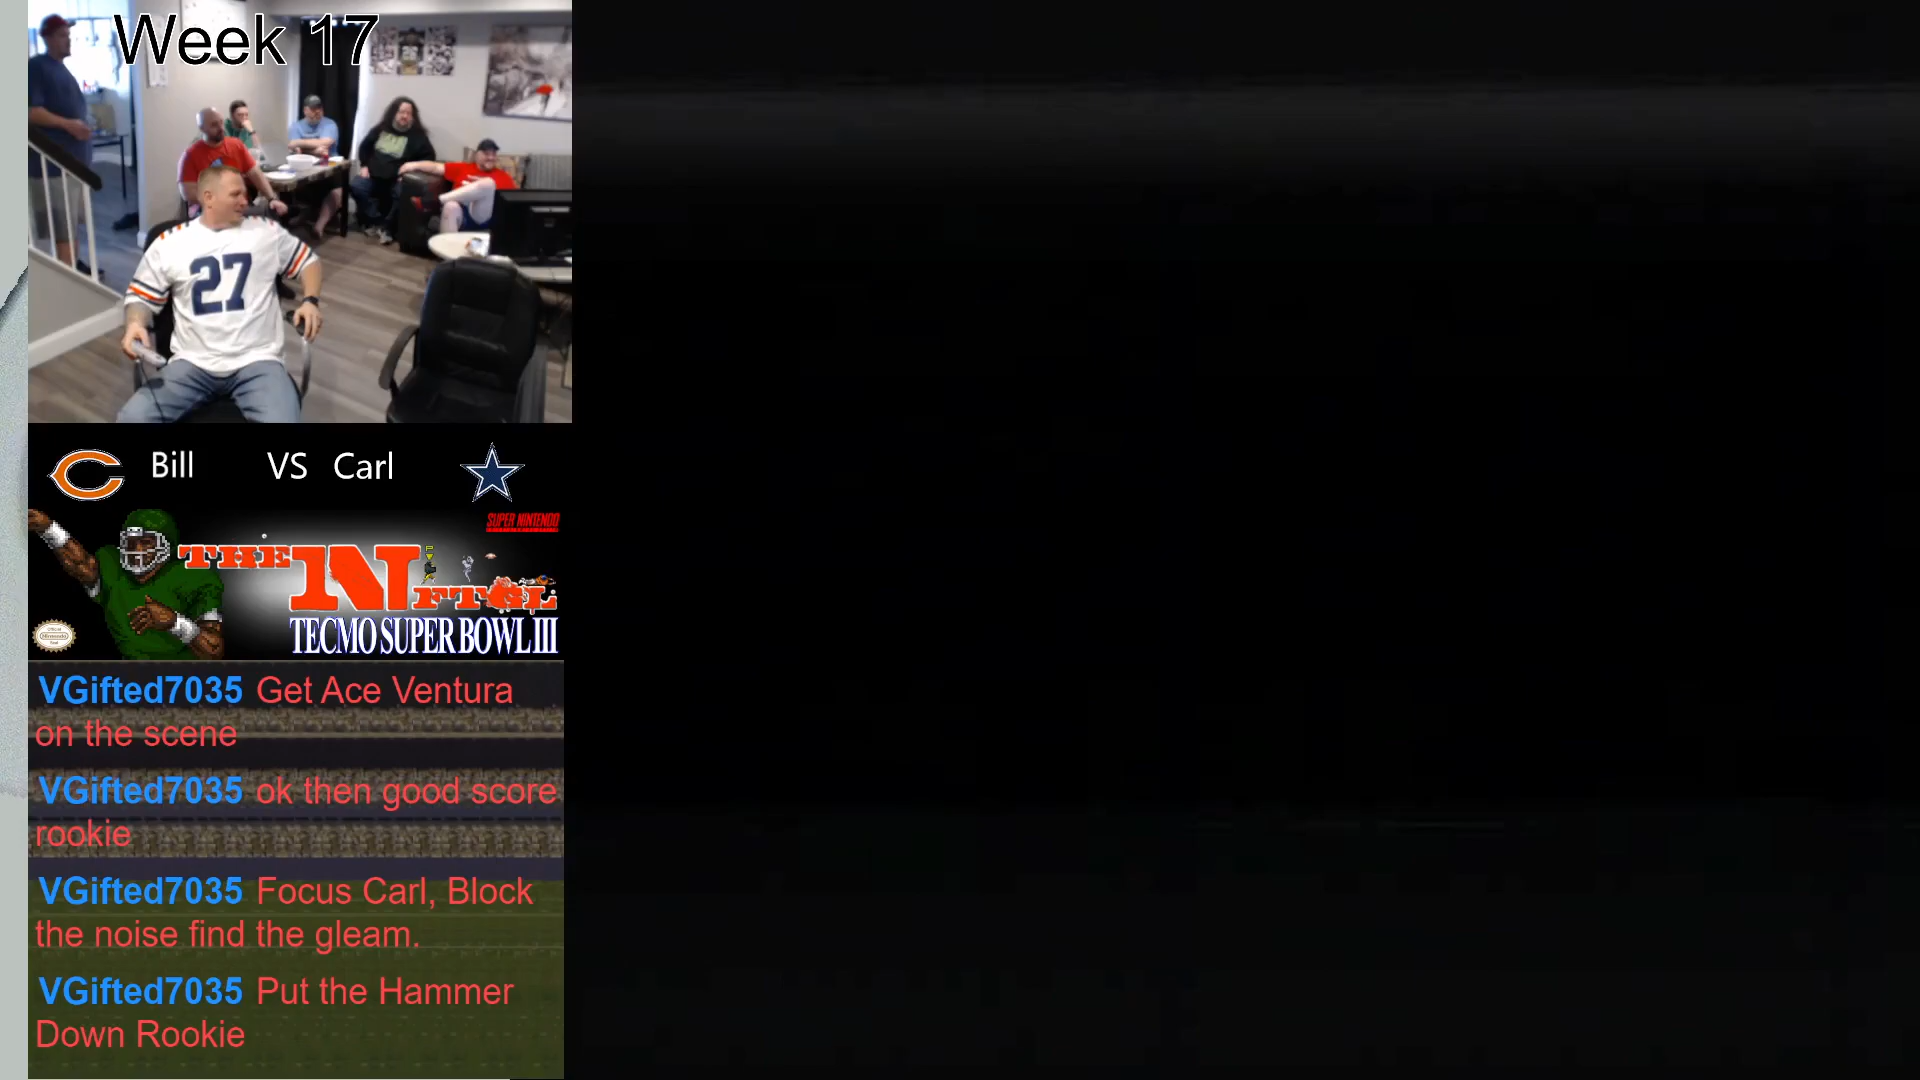 Week 17
27
Bill VS Carl
SUPER NINTENDO
THE NFTSL
TECMO SUPER BOWL III
VGifted7035 Get Ace Ventura
on the scene
VGifted7035 ok then good score
rookie
VGifted7035 Focus Carl, Block
the noise find the gleam.
VGifted7035 Put the Hammer
Down Rookie